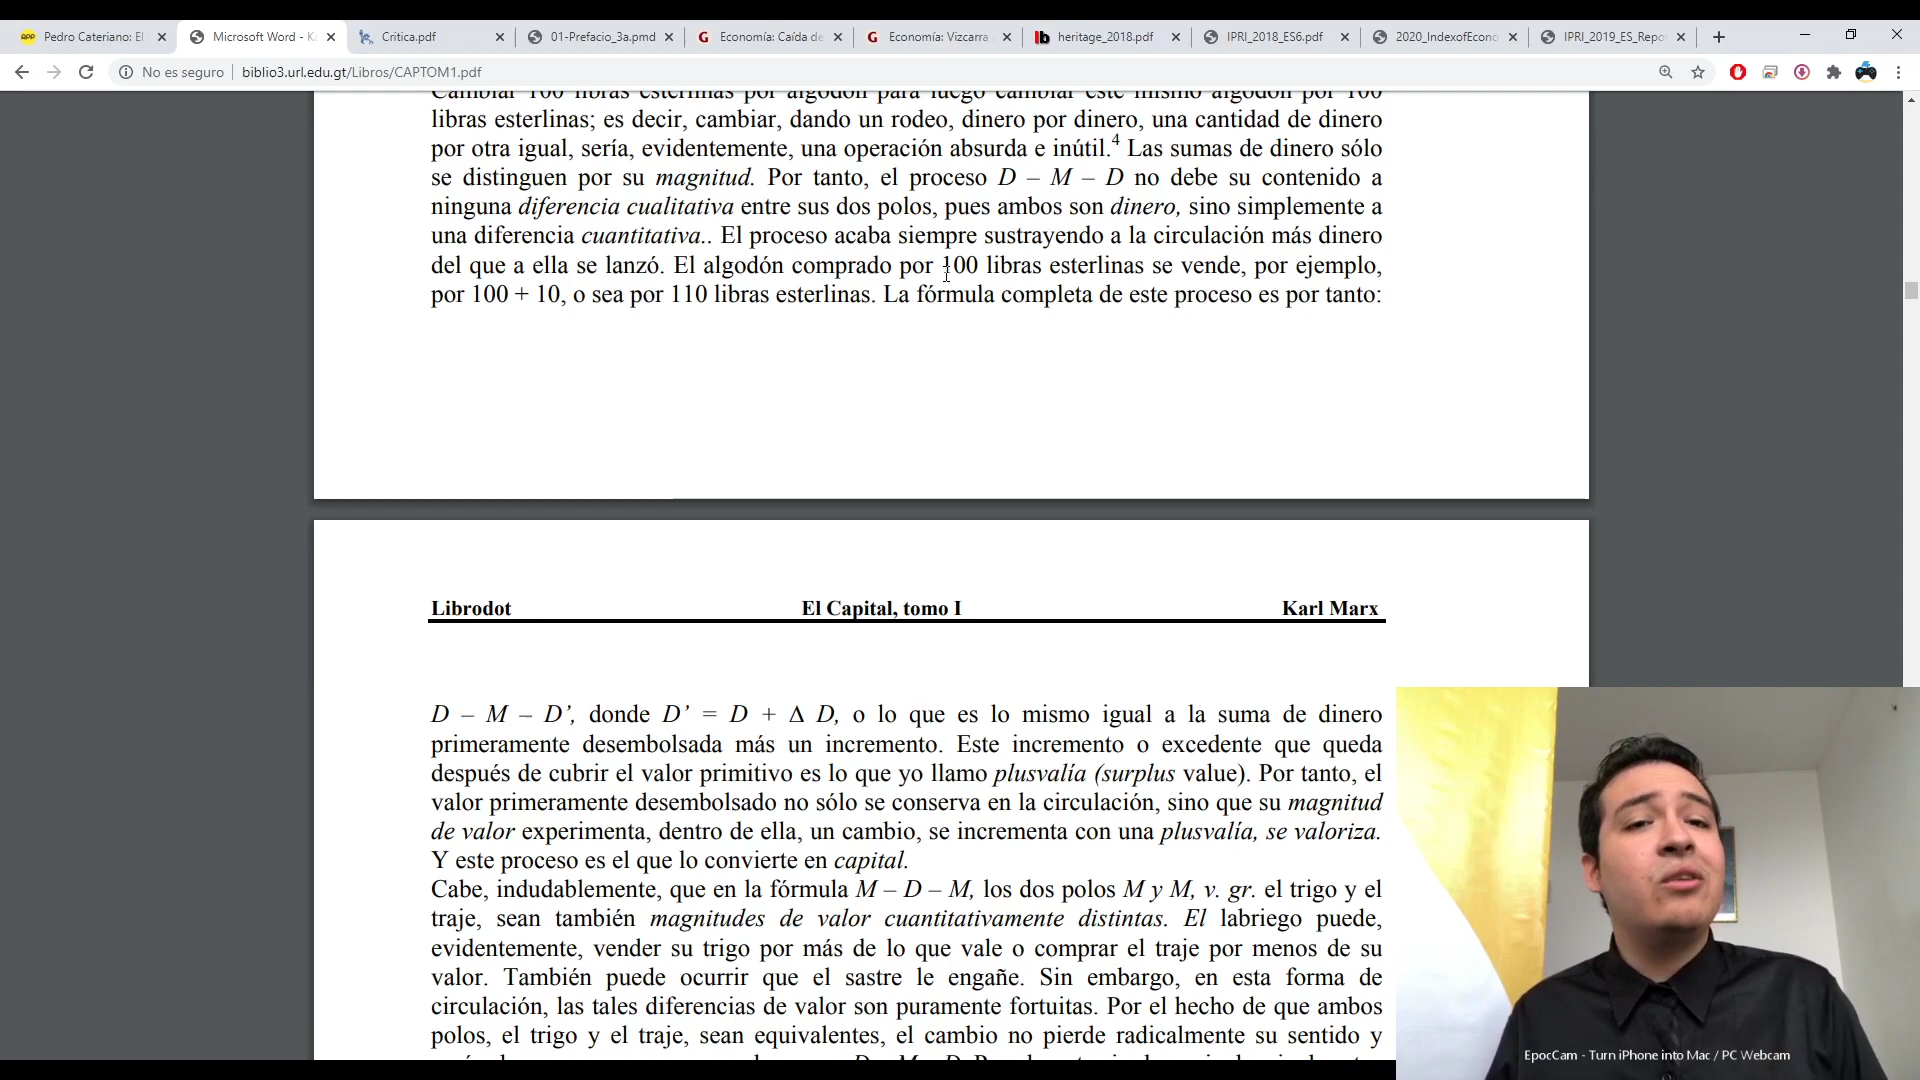 Pedro Cateriano: El
Microsoft Word - Ka
Critica.pdf
01-Prefacio_3a.pmd
Economía: Caída de
Economía: Vizcarra
heritage_2018.pdf
IPRI_2018_ES6.pdf
2020_IndexofEcono
IPRI_2019_ES_Repo
No es seguro
biblio3.url.edu.gt/Libros/CAPTOM1.pdf
Cambiar 100 libras esterlinas por algodón para luego cambiar este mismo algodón por 100
libras esterlinas; es decir, cambiar, dando un rodeo, dinero por dinero, una cantidad de dinero
por otra igual, sería, evidentemente, una operación absurda e inútil.4 Las sumas de dinero sólo
se distinguen por su magnitud. Por tanto, el proceso D – M – D no debe su contenido a
ninguna diferencia cualitativa entre sus dos polos, pues ambos son dinero, sino simplemente a
una diferencia cuantitativa.. El proceso acaba siempre sustrayendo a la circulación más dinero
del que a ella se lanzó. El algodón comprado por 100 libras esterlinas se vende, por ejemplo,
por 100 + 10, o sea por 110 libras esterlinas. La fórmula completa de este proceso es por tanto:
Librodot El Capital, tomo I Karl Marx
D – M – D’, donde D’ = D + Δ D, o lo que es lo mismo igual a la suma de dinero
primeramente desembolsada más un incremento. Este incremento o excedente que queda
después de cubrir el valor primitivo es lo que yo llamo plusvalía (surplus value). Por tanto, el
valor primeramente desembolsado no sólo se conserva en la circulación, sino que su magnitud
de valor experimenta, dentro de ella, un cambio, se incrementa con una plusvalía, se valoriza.
Y este proceso es el que lo convierte en capital.
Cabe, indudablemente, que en la fórmula M – D – M, los dos polos M y M, v. gr. el trigo y el
traje, sean también magnitudes de valor cuantitativamente distintas. El labriego puede,
evidentemente, vender su trigo por más de lo que vale o comprar el traje por menos de su
valor. También puede ocurrir que el sastre le engañe. Sin embargo, en esta forma de
circulación, las tales diferencias de valor son puramente fortuitas. Por el hecho de que ambos
polos, el trigo y el traje, sean equivalentes, el cambio no pierde radicalmente su sentido y
EpocCam - Turn iPhone into Mac / PC Webcam